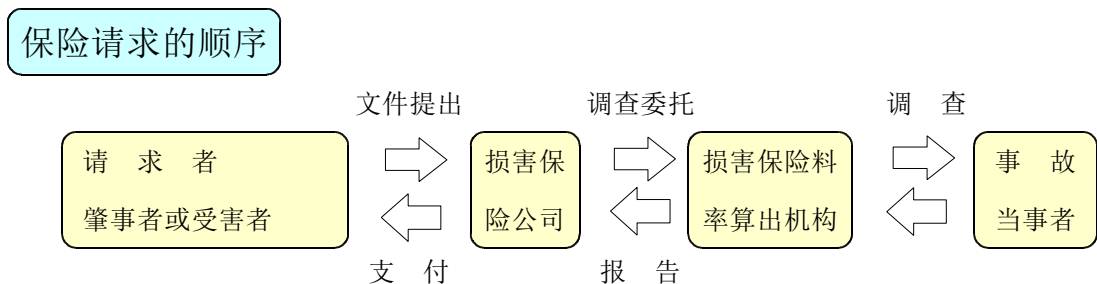 保险请求的顺序
文件提出
调查委托
调　查
请　求　者
肇事者或受害者
损害保
险公司
损害保险料
率算出机构
事　故
当事者
支　付
报　告